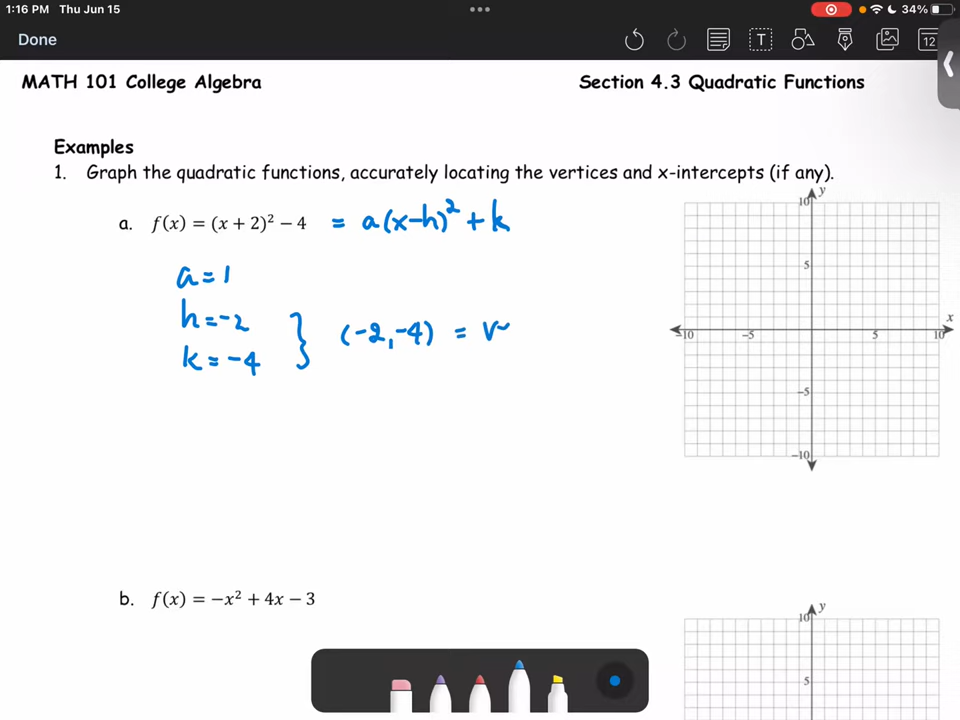 1:16 PM Thu Jun 15
34%
Done
T
12
MATH 101 College Algebra Section 4.3 Quadratic Functions
Examples
1. Graph the quadratic functions, accurately locating the vertices and x-intercepts (if any).
a. f(x) = (x + 2)² − 4 = a(x-h)² + k
a = 1
h = -2
k = -4
} (-2, -4) =
y
10
5
x
-10 -5 5 10
-5
-10
b. f(x) = −x² + 4x − 3
y
10
5